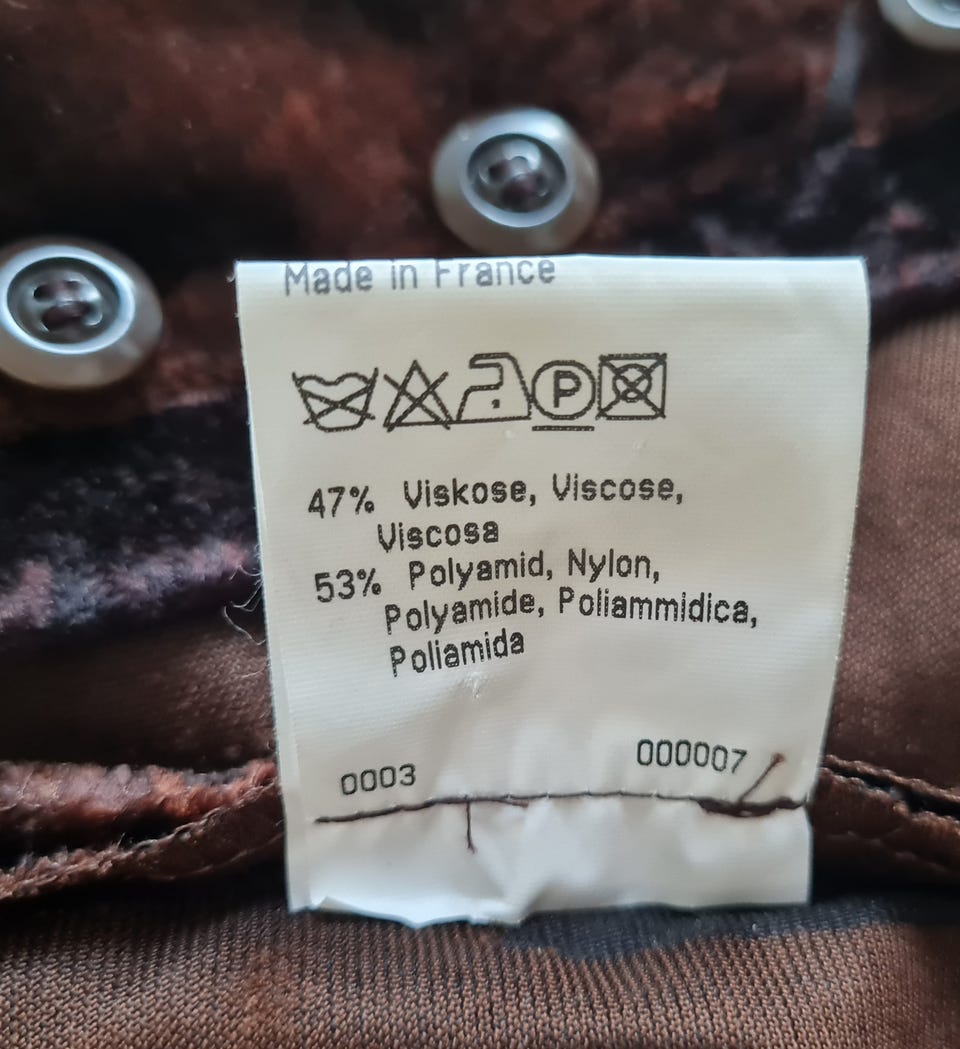 Made in France
P
47% Viskose, Viscose,
Viscosa
53% Polyamid, Nylon,
Polyamide, Poliammidica,
Poliamida
0003 000007